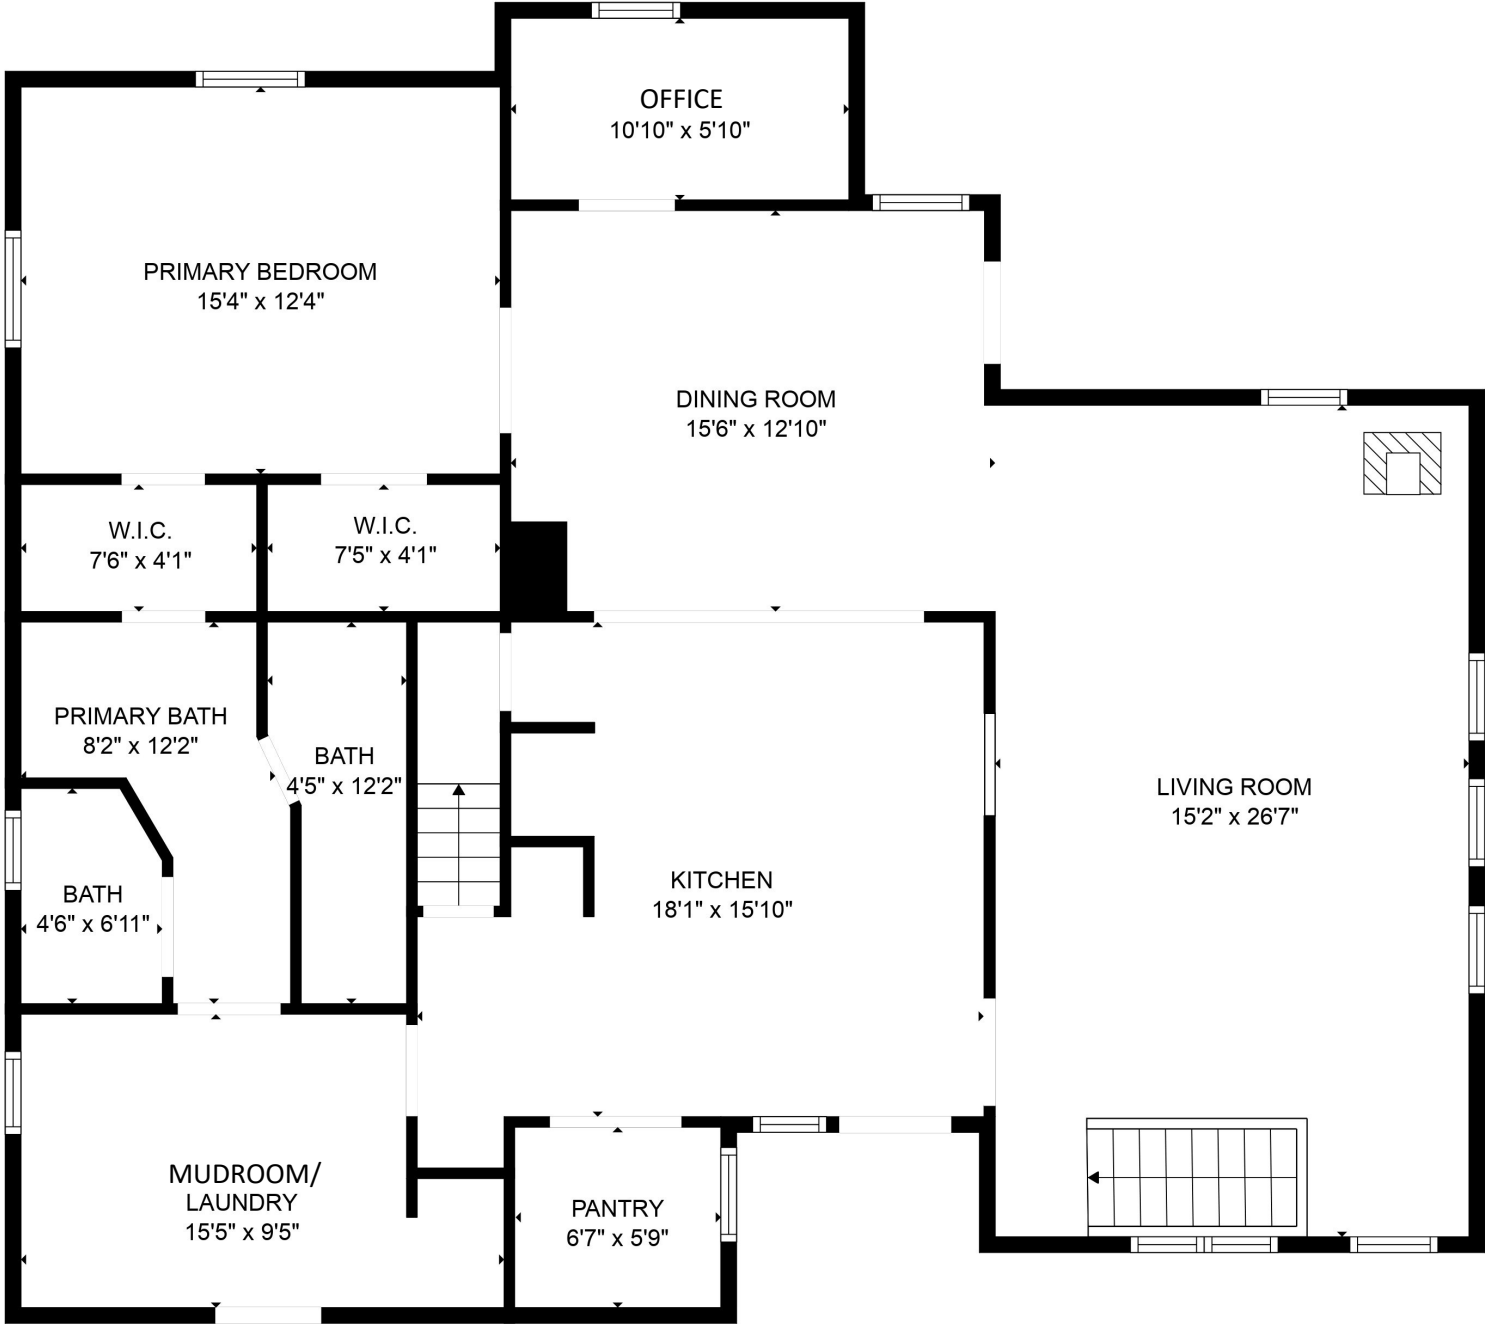 OFFICE
10'10" x 5'10"
PRIMARY BEDROOM
15'4" x 12'4"
DINING ROOM
15'6" x 12'10"
W.I.C.
7'6" x 4'1"
W.I.C.
7'5" x 4'1"
PRIMARY BATH
8'2" x 12'2"
BATH
4'5" x 12'2"
LIVING ROOM
15'2" x 26'7"
BATH
4'6" x 6'11"
KITCHEN
18'1" x 15'10"
MUDROOM/
LAUNDRY
15'5" x 9'5"
PANTRY
6'7" x 5'9"